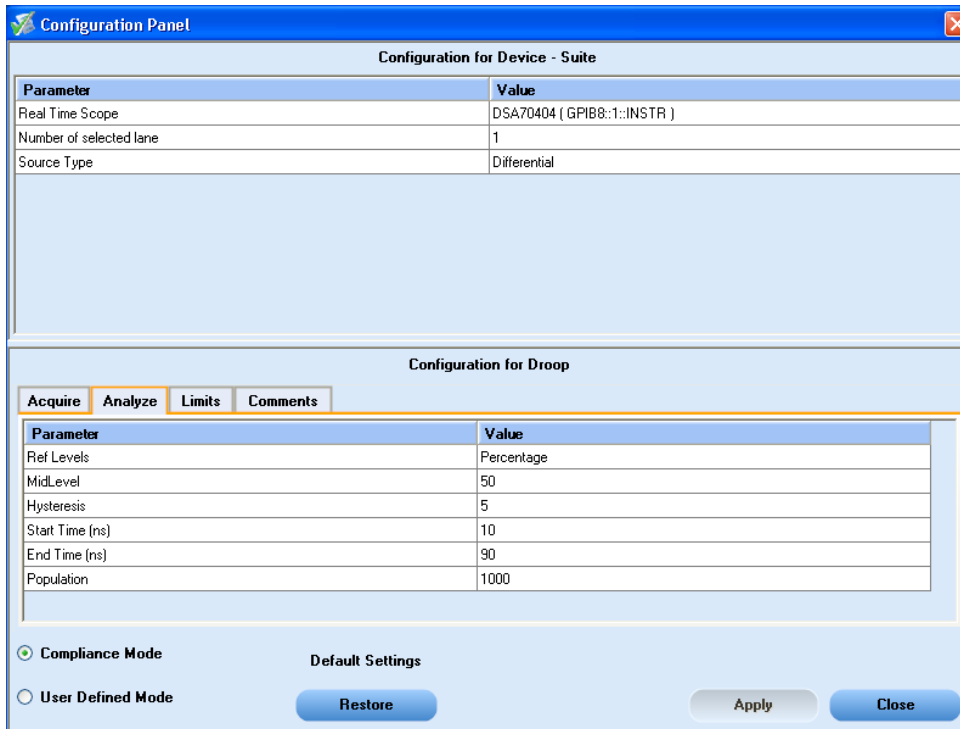 Configuration Panel
Configuration for Device - Suite
Parameter Value
Real Time Scope DSA70404 ( GPIB8::1::INSTR )
Number of selected lane 1
Source Type Differential
Configuration for Droop
Acquire Analyze Limits Comments
Parameter Value
Ref Levels Percentage
MidLevel 50
Hysteresis 5
Start Time (ns) 10
End Time (ns) 90
Population 1000
Compliance Mode Default Settings
User Defined Mode Restore Apply Close